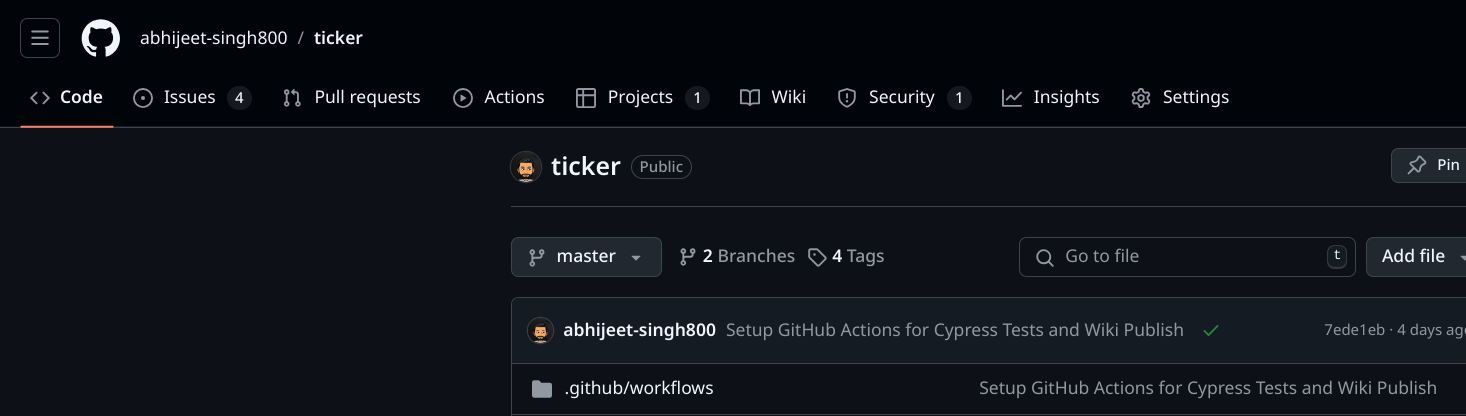 abhijeet-singh800 / ticker
Code Issues 4 Pull requests Actions Projects 1 Wiki Security 1 Insights Settings
ticker Public Pin
master 2 Branches 4 Tags Go to file t Add file
abhijeet-singh800 Setup GitHub Actions for Cypress Tests and Wiki Publish 7ede1eb · 4 days ago
.github/workflows Setup GitHub Actions for Cypress Tests and Wiki Publish